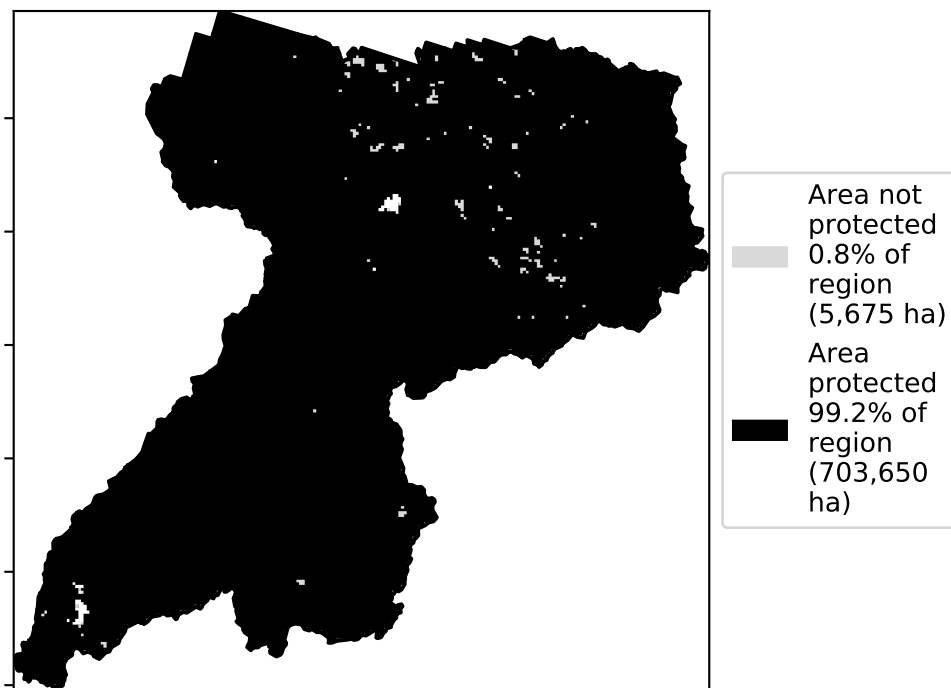 Area not
protected
0.8% of
region
(5,675 ha)
Area
protected
99.2% of
region
(703,650
ha)